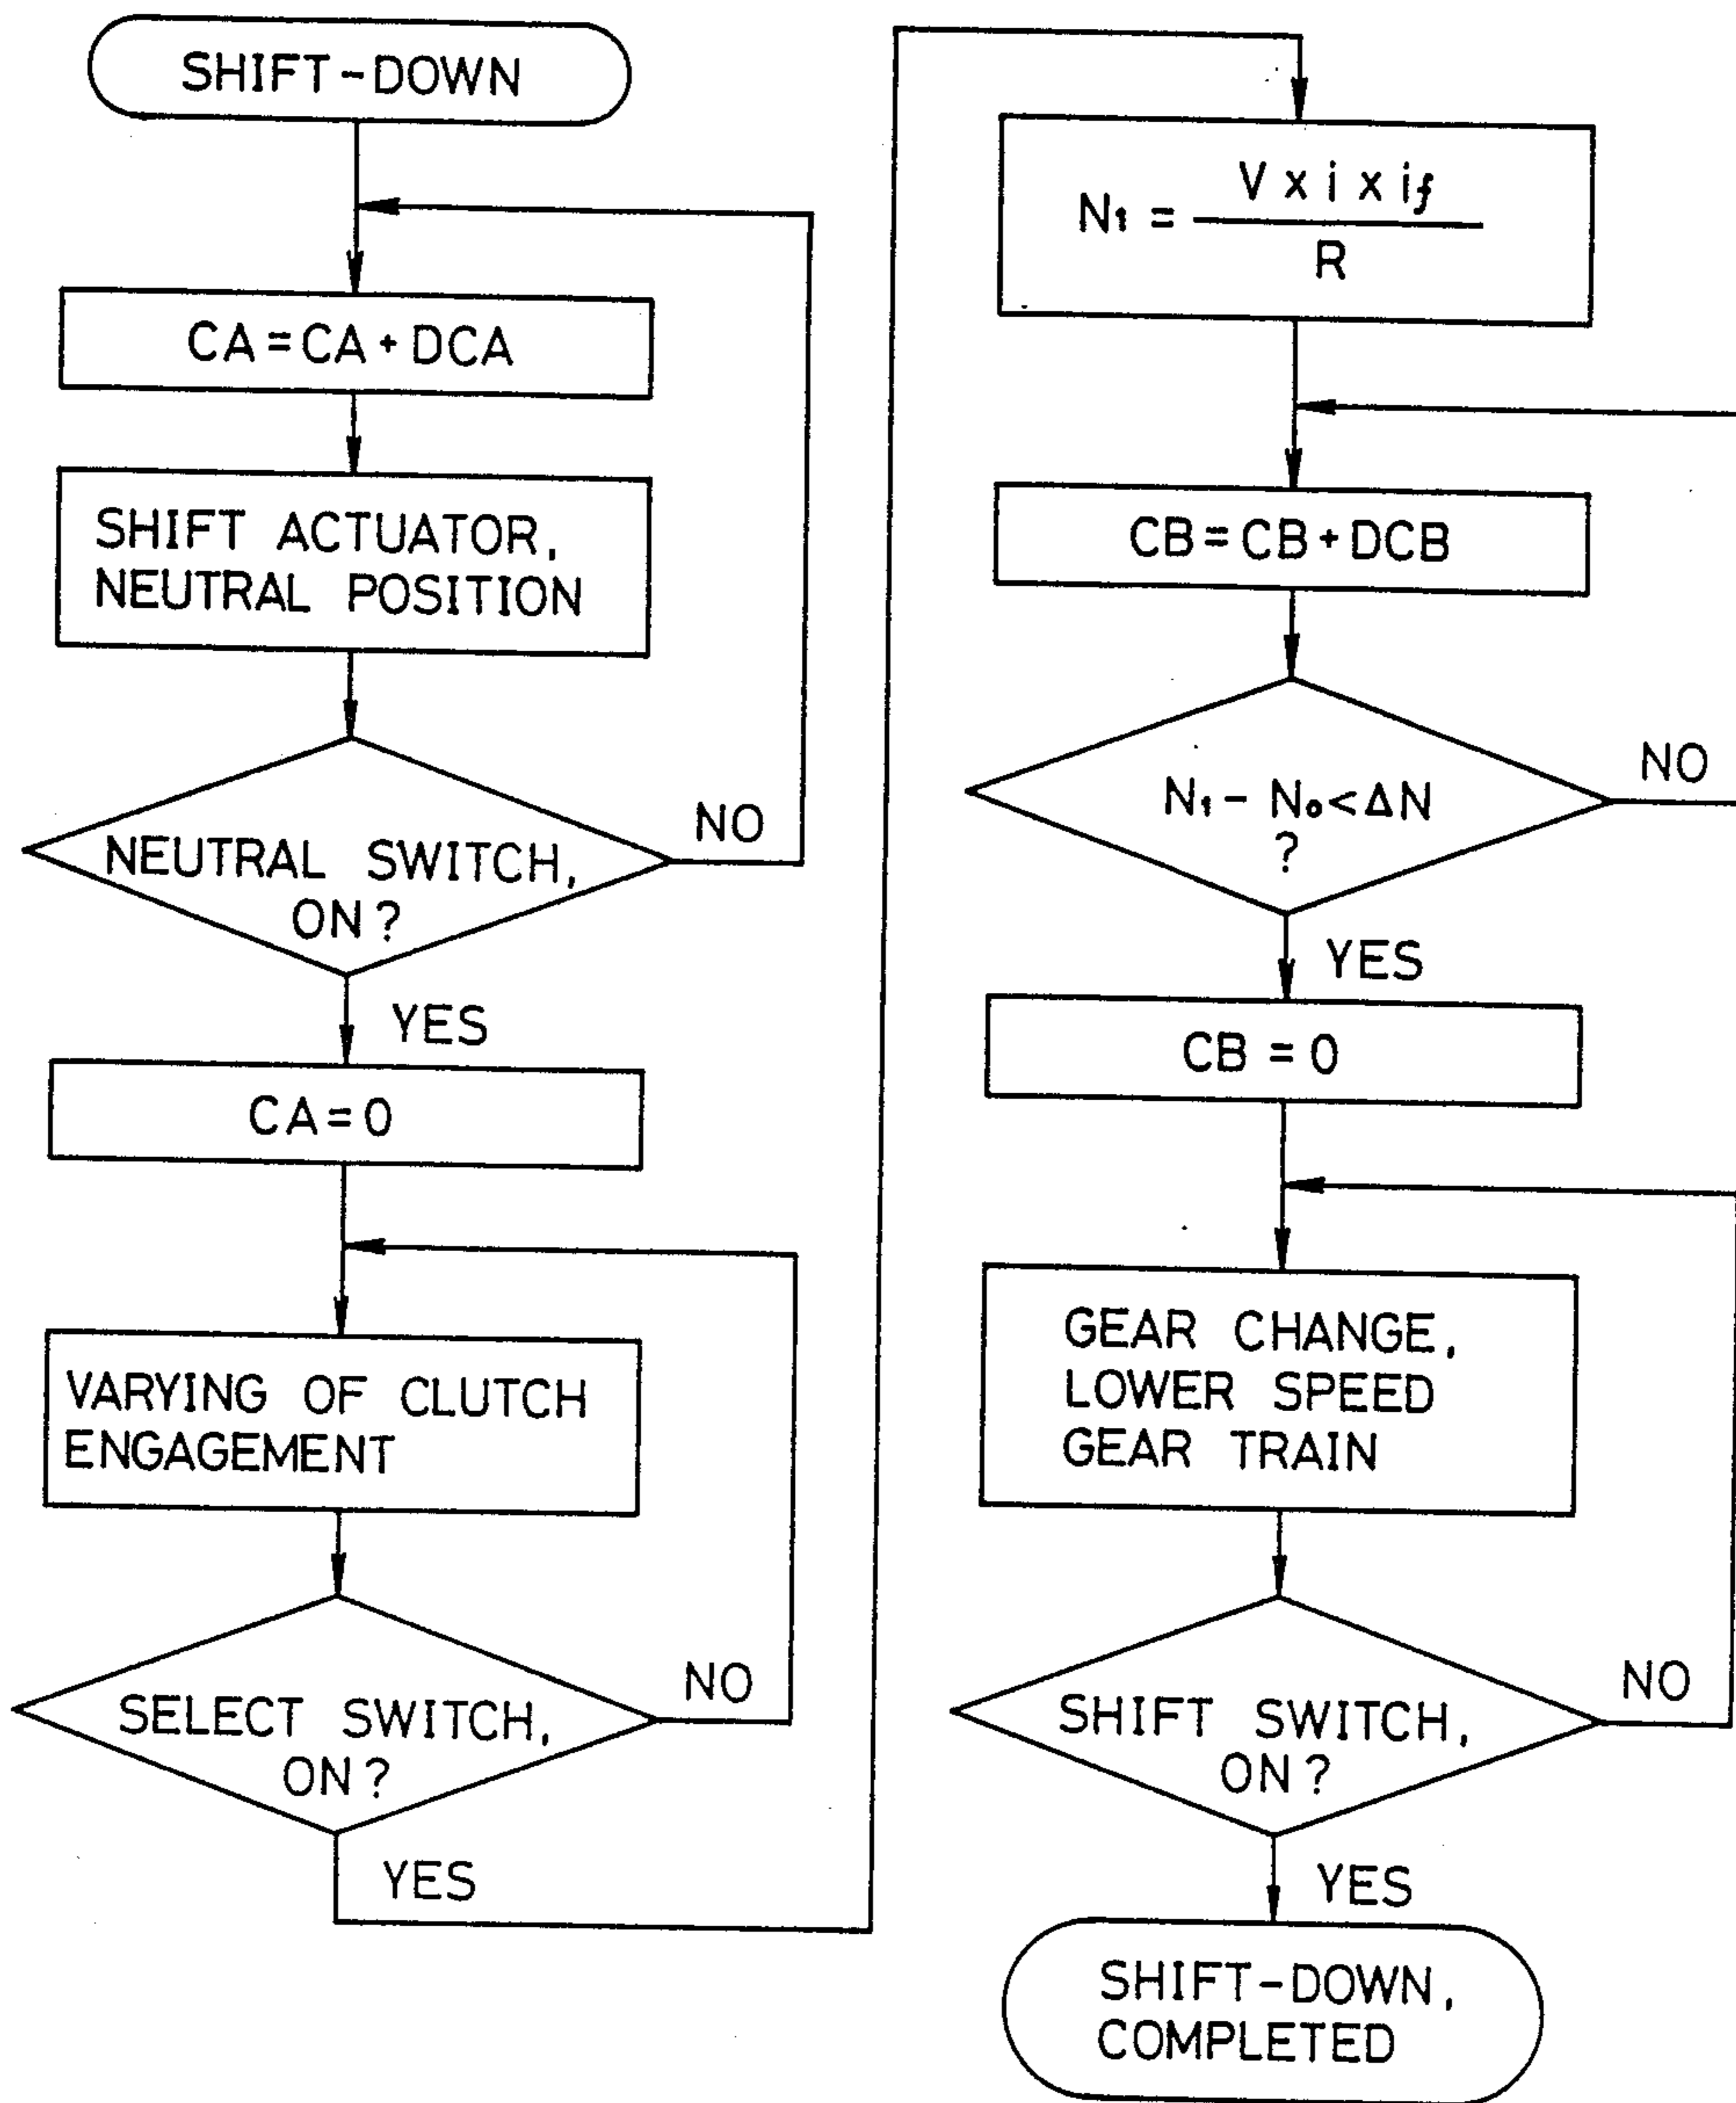 SHIFT-DOWN
CA=CA+DCA
SHIFT ACTUATOR,
NEUTRAL POSITION
NEUTRAL SWITCH,
ON?
NO
YES
CA=0
VARYING OF CLUTCH
ENGAGEMENT
SELECT SWITCH,
ON?
NO
YES
N₁ = V x i x if / R
CB=CB+DCB
N₁ - N₀<ΔN
?
NO
YES
CB = 0
GEAR CHANGE,
LOWER SPEED
GEAR TRAIN
SHIFT SWITCH,
ON?
NO
YES
SHIFT-DOWN,
COMPLETED